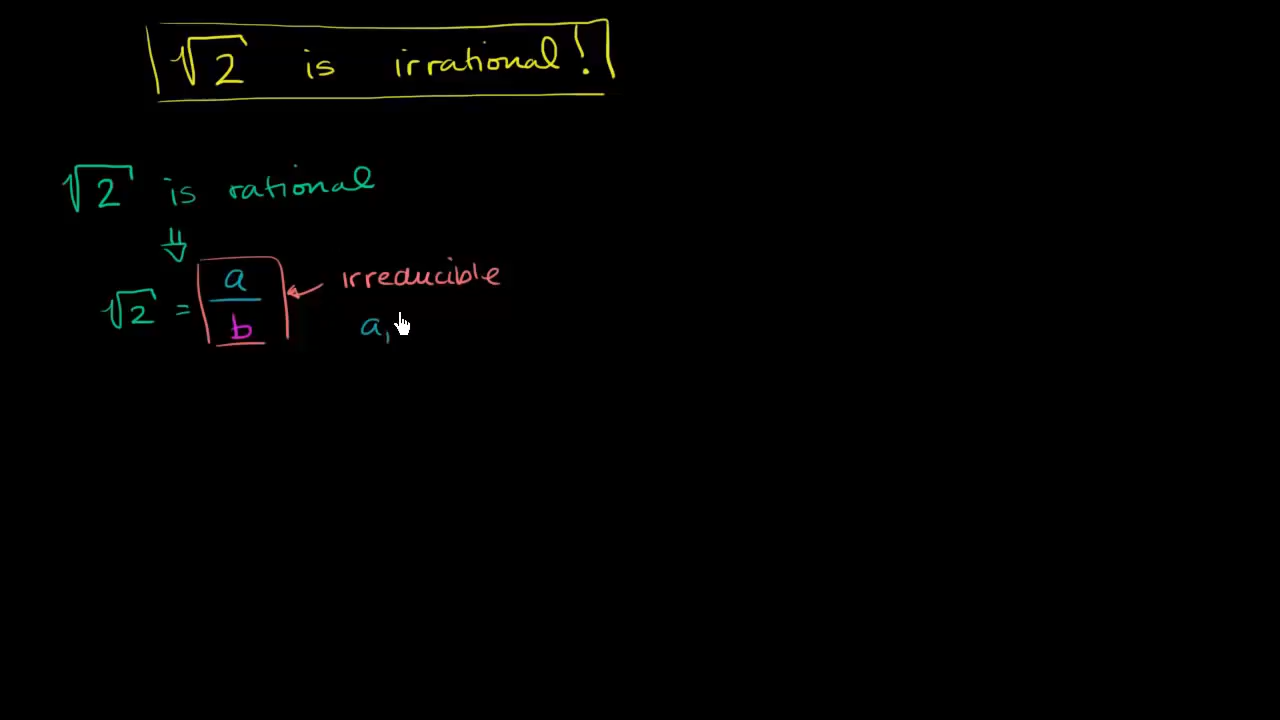 √2 is irrational!
√2 is rational
⇓
√2 = a/b ← irreducible
a,